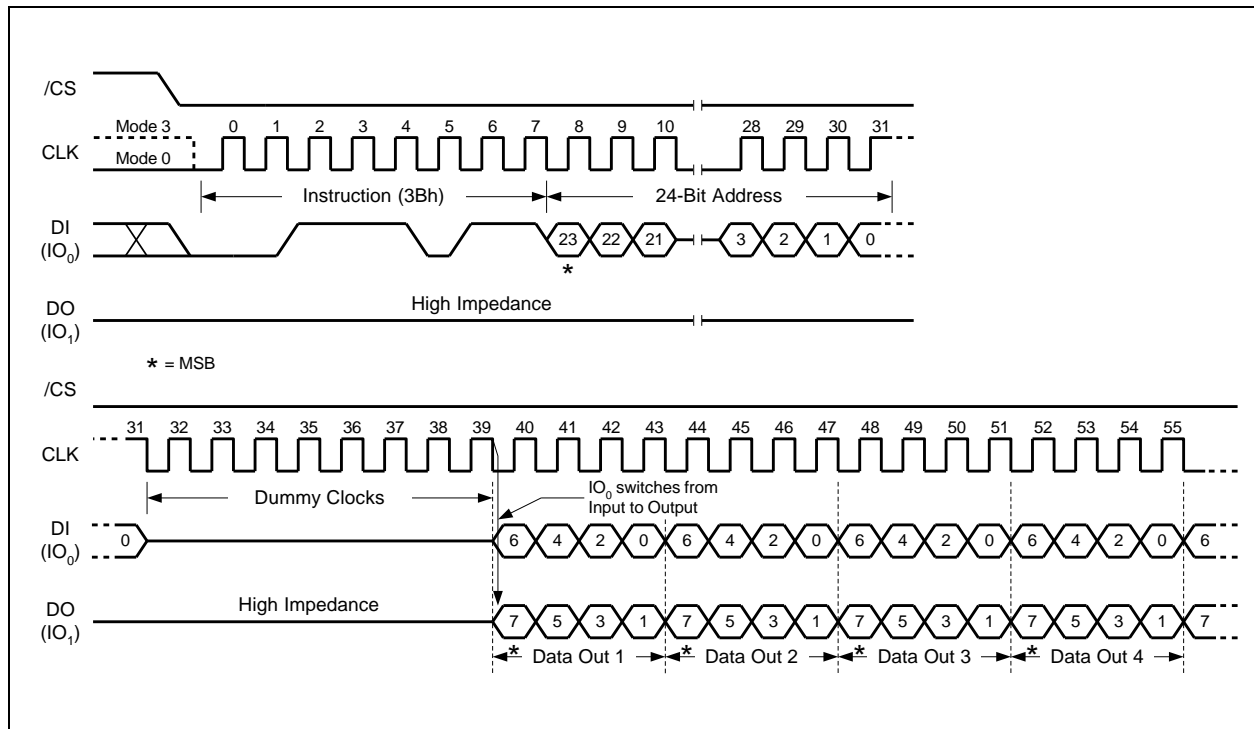 /CS
Mode 3 0 1 2 3 4 5 6 7 8 9 10 28 29 30 31
CLK
Mode 0
Instruction (3Bh) 24-Bit Address
DI
(IO0) 23 22 21 3 2 1 0
*
High Impedance
DO
(IO1)
* = MSB
/CS
31 32 33 34 35 36 37 38 39 40 41 42 43 44 45 46 47 48 49 50 51 52 53 54 55
CLK
Dummy Clocks
IO0 switches from
Input to Output
DI
(IO0) 0 6 4 2 0 6 4 2 0 6 4 2 0 6 4 2 0 6
High Impedance
DO
(IO1) 7 5 3 1 7 5 3 1 7 5 3 1 7 5 3 1 7
* Data Out 1 * Data Out 2 * Data Out 3 * Data Out 4